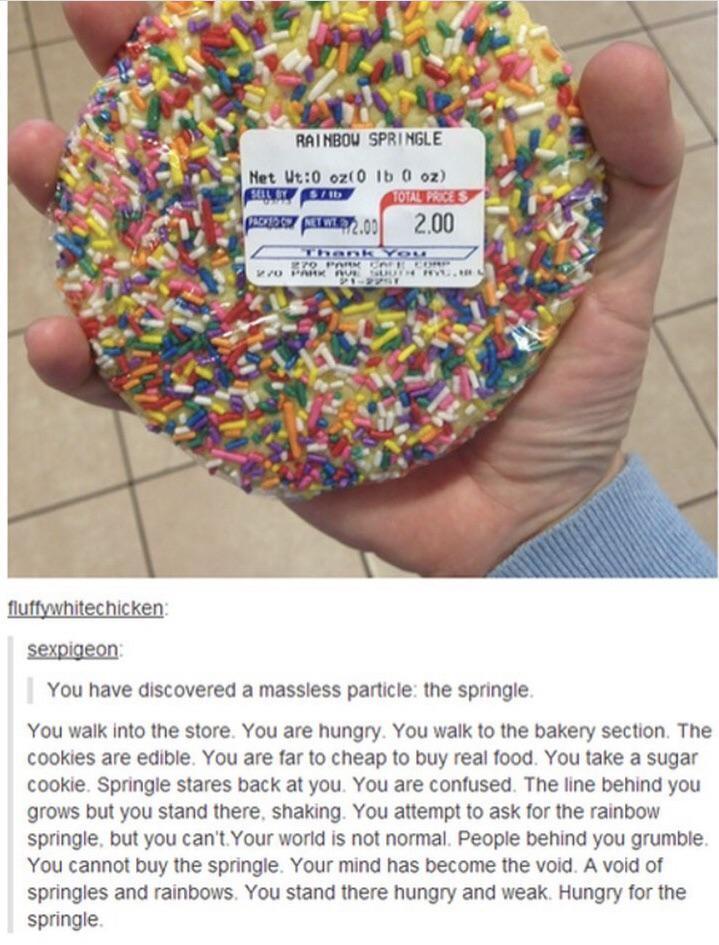 RAINBOW SPRINGLE
Net Wt:0 oz(0 lb 0 oz)
SELL BY $/lb TOTAL PRICE $
PACKED ON NET WT. 2.00 2.00
Thank You
270 PARK CAFE CORP
270 PARK AVE SOUTH NYC.
fluffywhitechicken:
sexpigeon:
You have discovered a massless particle: the springle.
You walk into the store. You are hungry. You walk to the bakery section. The
cookies are edible. You are far to cheap to buy real food. You take a sugar
cookie. Springle stares back at you. You are confused. The line behind you
grows but you stand there, shaking. You attempt to ask for the rainbow
springle, but you can't.Your world is not normal. People behind you grumble.
You cannot buy the springle. Your mind has become the void. A void of
springles and rainbows. You stand there hungry and weak. Hungry for the
springle.